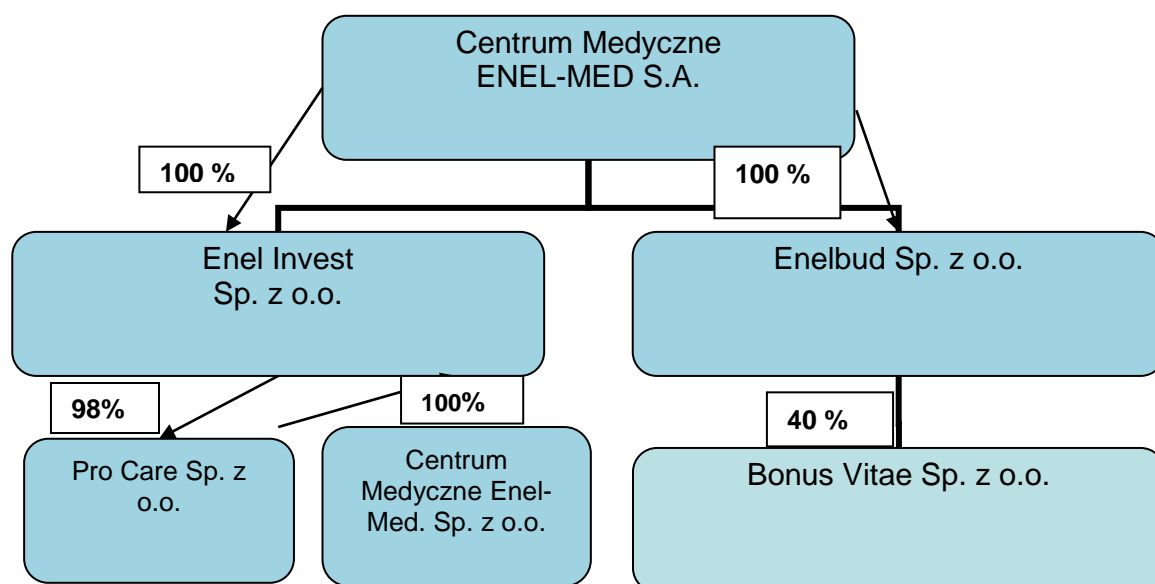 Centrum Medyczne
ENEL-MED S.A.
100 %
100 %
Enel Invest
Sp. z o.o.
Enelbud Sp. z o.o.
98%
100%
40 %
Pro Care Sp. z
o.o.
Centrum
Medyczne Enel-
Med. Sp. z o.o.
Bonus Vitae Sp. z o.o.